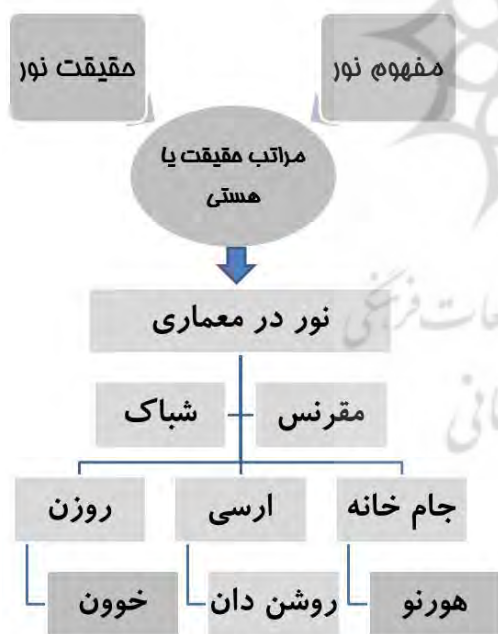 مفهوم نور
حقیقت نور
مراتب حقیقت یا
هستی
نور در معماری
مقرنس
شباک
جام خانه
ارسی
روزن
هورنو
روشن دان
خوون